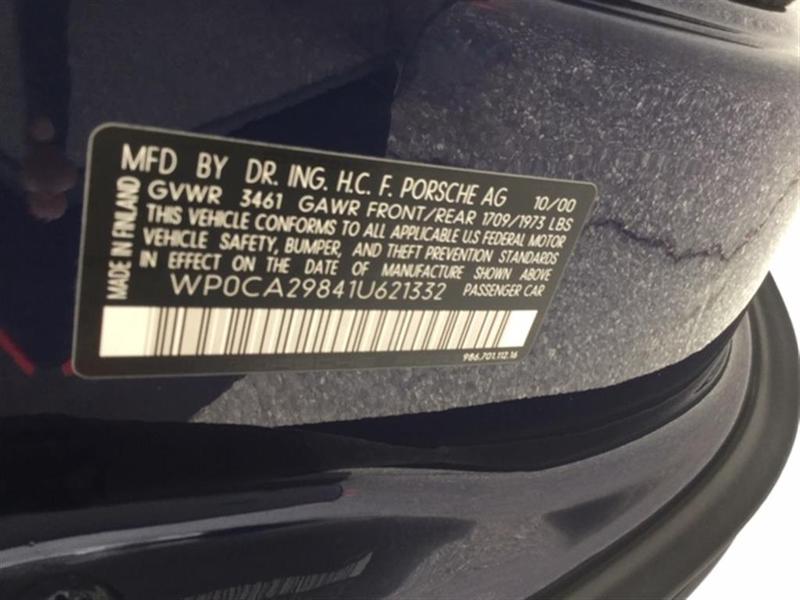 MFD BY DR. ING. H.C. F. PORSCHE AG 10/00
GVWR 3461 GAWR FRONT/REAR 1709/1973 LBS
THIS VEHICLE CONFORMS TO ALL APPLICABLE U.S. FEDERAL MOTOR
VEHICLE SAFETY, BUMPER, AND THEFT PREVENTION STANDARDS
IN EFFECT ON THE DATE OF MANUFACTURE SHOWN ABOVE
WP0CA29841U621332 PASSENGER CAR
986.701.112.16
MADE IN FINLAND